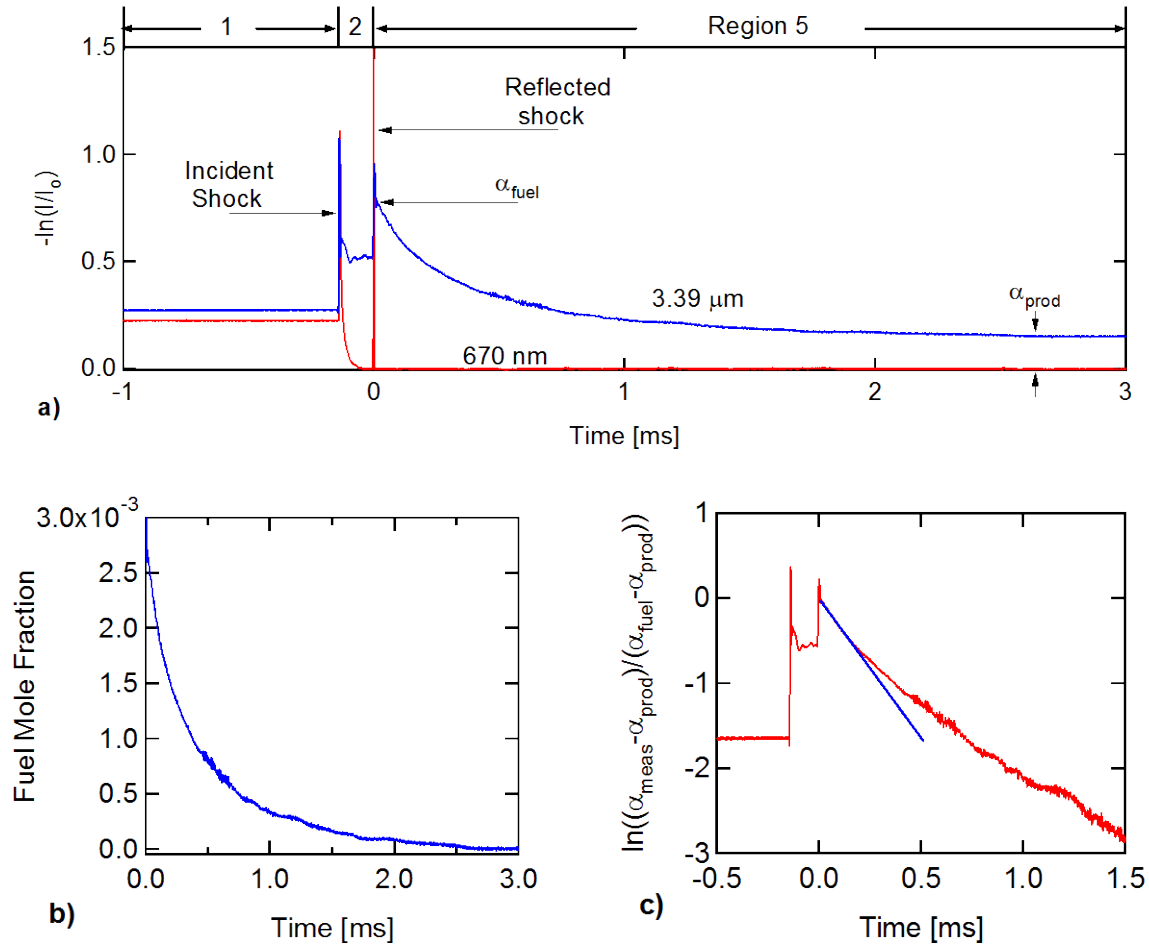 1
2
Region 5
1.5
1.0
0.5
0.0
-ln(I/Io)
Incident
Shock
Reflected
shock
αfuel
3.39 μm
αprod
670 nm
-1
0
1
2
3
Time [ms]
a)
3.0x10-3
2.5
2.0
1.5
1.0
0.5
0.0
Fuel Mole Fraction
0.0
1.0
2.0
3.0
Time [ms]
b)
1
0
-1
-2
-3
ln((αmeas-αprod)/(αfuel-αprod))
-0.5
0.0
0.5
1.0
1.5
Time [ms]
c)